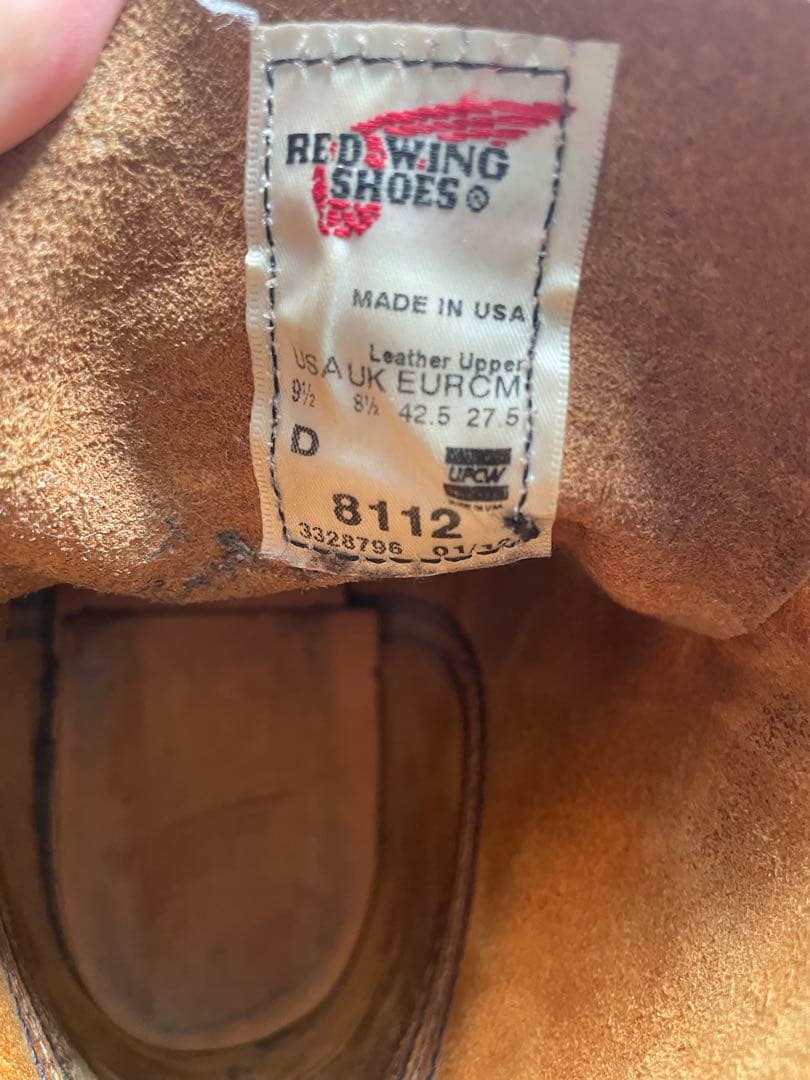 RED WING
SHOES ®
MADE IN USA
Leather Upper
USA UK EUR CM
9½ 8½ 42.5 27.5
D
UFCW
8112
3328796